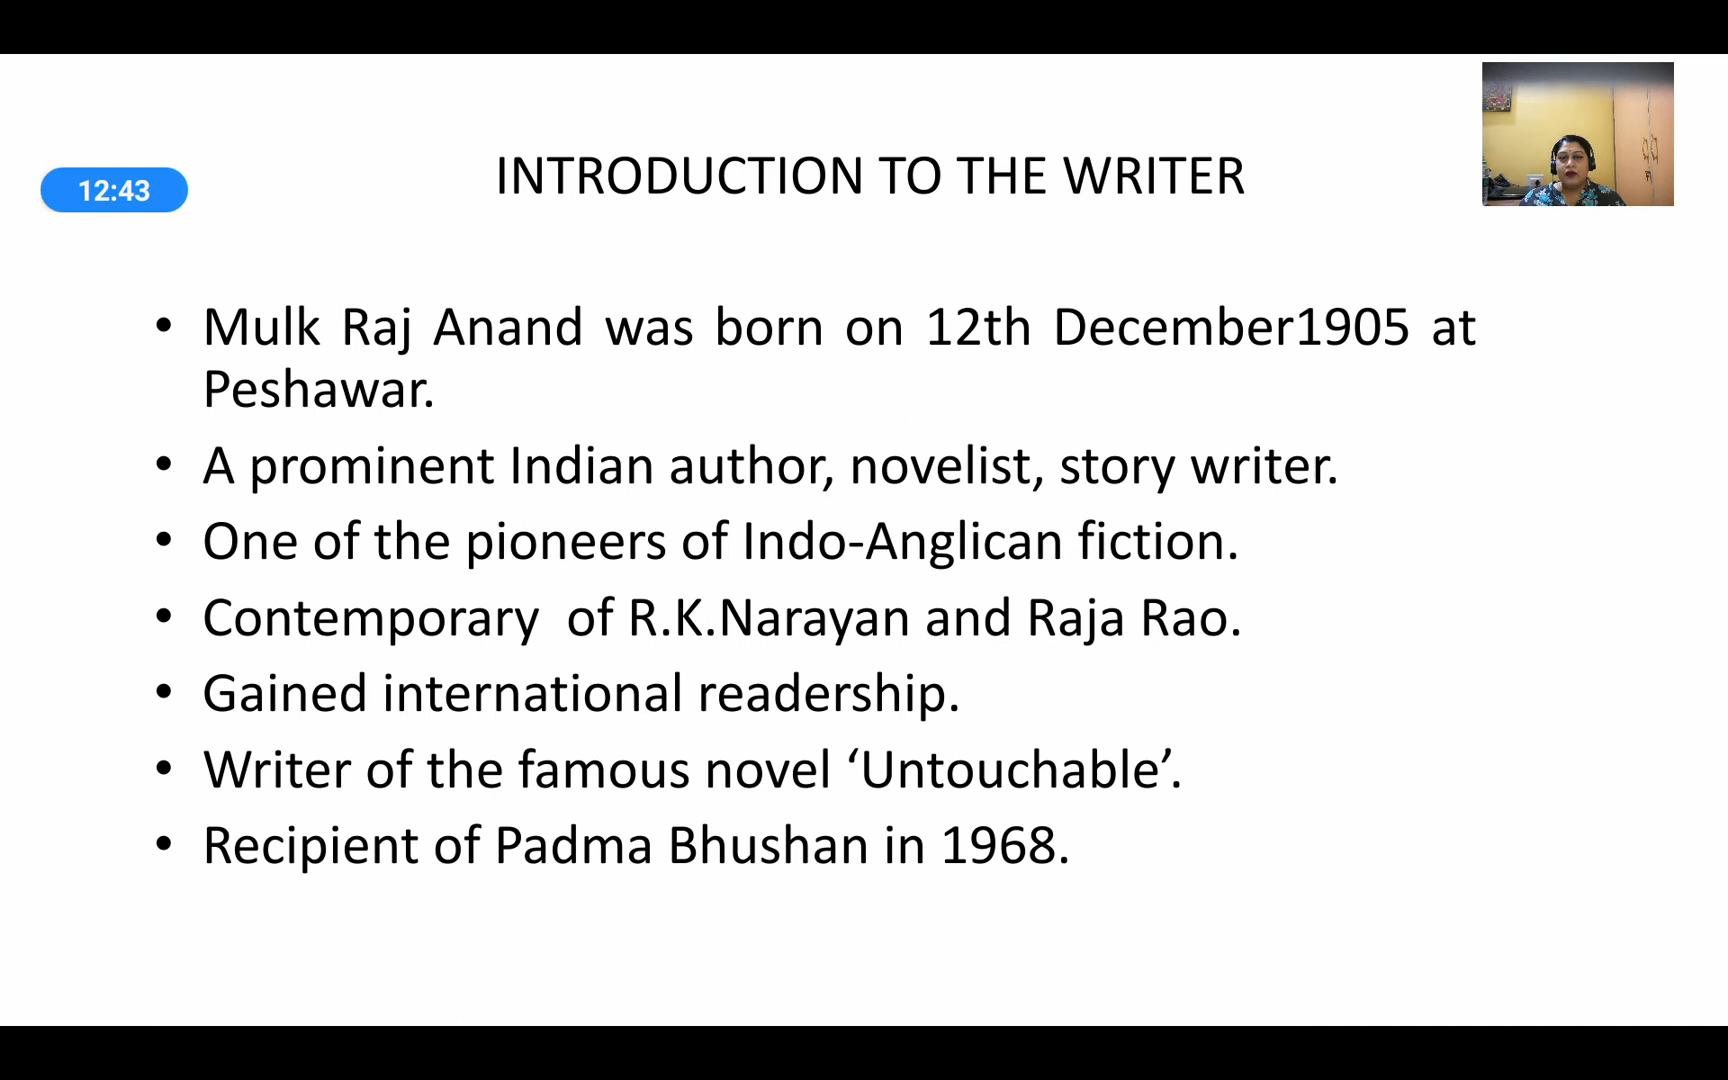 INTRODUCTION TO THE WRITER
12:43
• Mulk Raj Anand was born on 12th December1905 at
Peshawar.
• A prominent Indian author, novelist, story writer.
• One of the pioneers of Indo-Anglican fiction.
• Contemporary  of R.K.Narayan and Raja Rao.
• Gained international readership.
• Writer of the famous novel ‘Untouchable’.
• Recipient of Padma Bhushan in 1968.